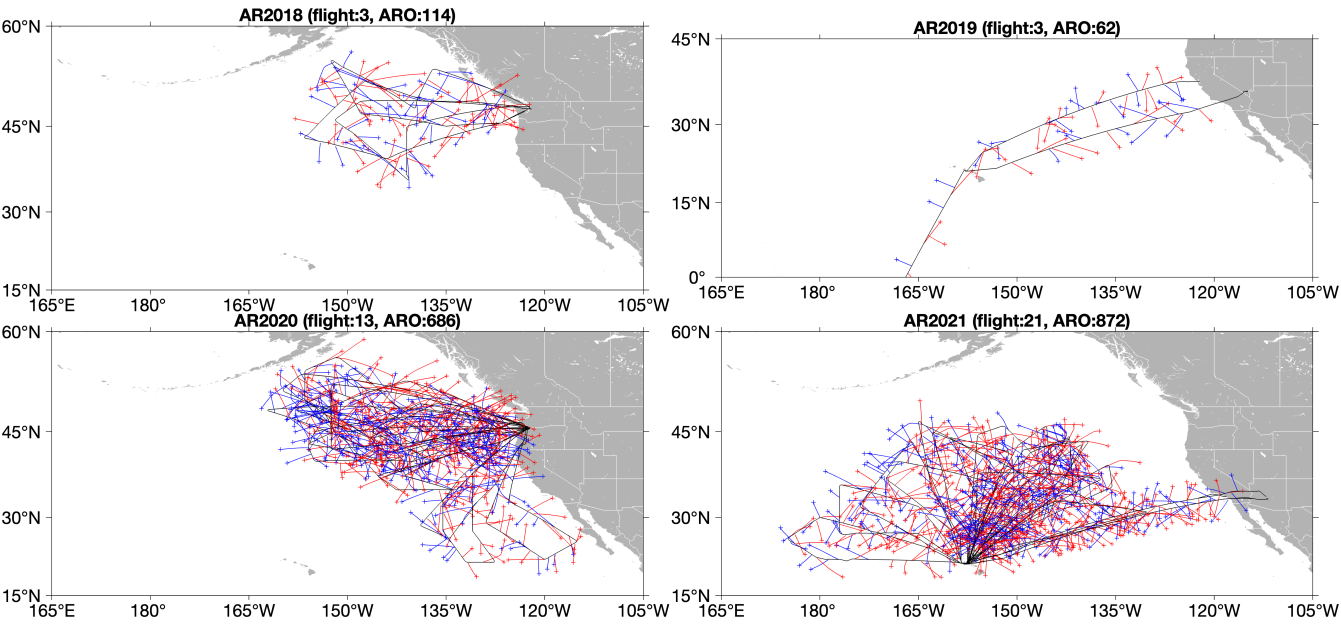 AR2018 (flight:3, ARO:114)
60°N
45°N
30°N
15°N
165°E 180° 165°W 150°W 135°W 120°W 105°W
AR2019 (flight:3, ARO:62)
45°N
30°N
15°N
0°
165°E 180° 165°W 150°W 135°W 120°W 105°W
AR2020 (flight:13, ARO:686)
60°N
45°N
30°N
15°N
165°E 180° 165°W 150°W 135°W 120°W 105°W
AR2021 (flight:21, ARO:872)
60°N
45°N
30°N
15°N
165°E 180° 165°W 150°W 135°W 120°W 105°W